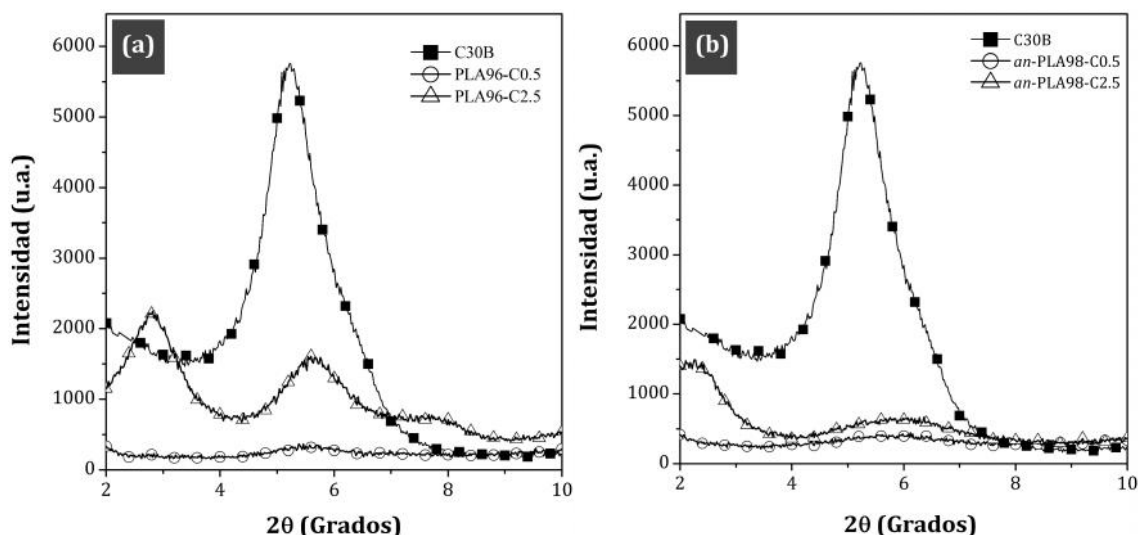 (a)
C30B
PLA96-C0.5
PLA96-C2.5
Intensidad (u.a.)
6000
5000
4000
3000
2000
1000
0
2
4
6
8
10
2θ (Grados)
(b)
C30B
an-PLA98-C0.5
an-PLA98-C2.5
Intensidad (u.a.)
6000
5000
4000
3000
2000
1000
0
2
4
6
8
10
2θ (Grados)